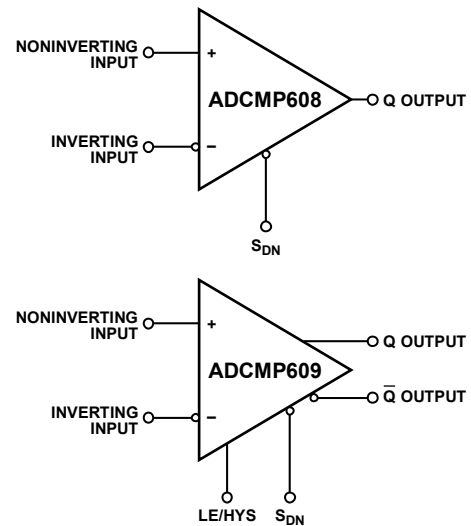 NONINVERTING
INPUT
+
ADCMP608
Q OUTPUT
INVERTING
INPUT
–
SDN
NONINVERTING
INPUT
+
Q OUTPUT
ADCMP609
Q̅ OUTPUT
INVERTING
INPUT
–
LE/HYS
SDN